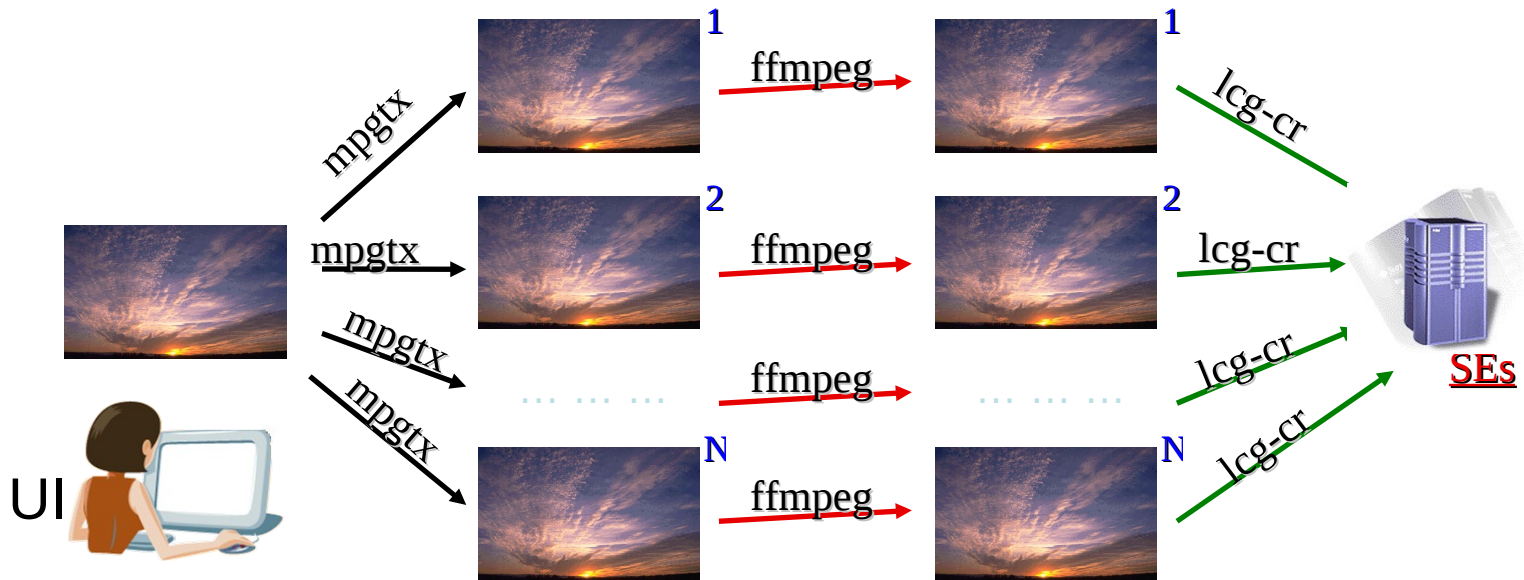 1
1
ffmpeg
mpgtx
lcg-cr
2
2
mpgtx
ffmpeg
lcg-cr
mpgtx
ffmpeg
lcg-cr
SEs
... ... ...
... ... ...
mpgtx
N
N
lcg-cr
ffmpeg
UI